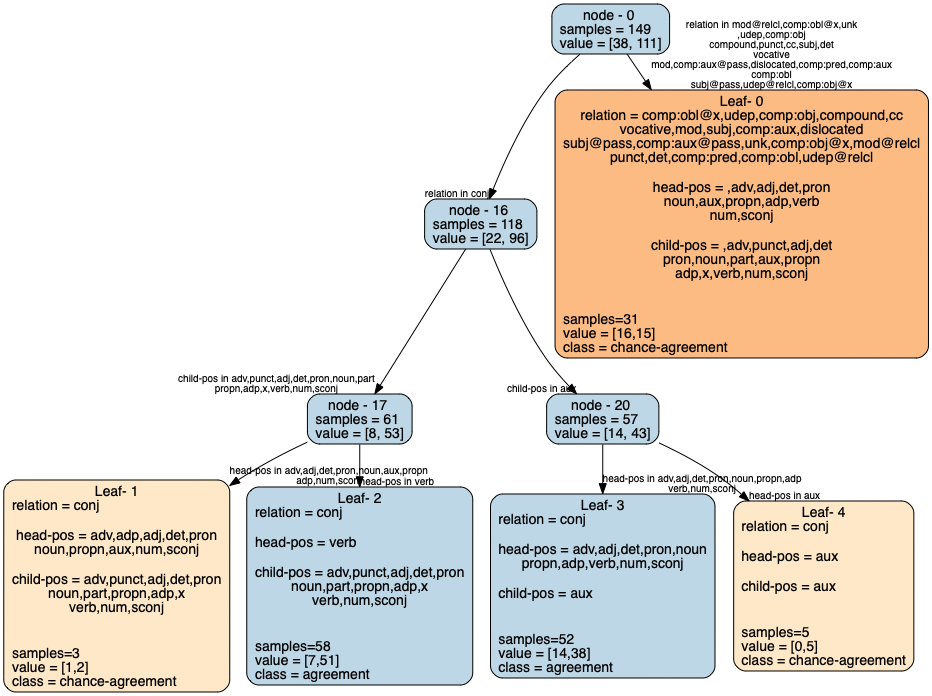 node - 0
samples = 149
value = [38, 111]
relation in mod@relcl,comp:obl@x,unk
,udep,comp:obj
compound,punct,cc,subj,det
vocative
mod,comp:aux@pass,dislocated,comp:pred,comp:aux
comp:obl
subj@pass,udep@relcl,comp:obj@x
Leaf- 0
relation = comp:obl@x,udep,comp:obj,compound,cc
vocative,mod,subj,comp:aux,dislocated
subj@pass,comp:aux@pass,unk,comp:obj@x,mod@relcl
punct,det,comp:pred,comp:obl,udep@relcl
head-pos = ,adv,adj,det,pron
noun,aux,propn,adp,verb
num,sconj
child-pos = ,adv,punct,adj,det
pron,noun,part,aux,propn
adp,x,verb,num,sconj
samples=31
value = [16,15]
class = chance-agreement
relation in conj
node - 16
samples = 118
value = [22, 96]
child-pos in adv,punct,adj,det,pron,noun,part
propn,adp,x,verb,num,sconj
node - 17
samples = 61
value = [8, 53]
child-pos in aux
node - 20
samples = 57
value = [14, 43]
head-pos in adv,adj,det,pron,noun,aux,propn
adp,num,sconj
head-pos in verb
head-pos in adv,adj,det,pron,noun,propn,adp
verb,num,sconj
head-pos in aux
Leaf- 1
relation = conj
head-pos = adv,adp,adj,det,pron
noun,propn,aux,num,sconj
child-pos = adv,punct,adj,det,pron
noun,part,propn,adp,x
verb,num,sconj
samples=3
value = [1,2]
class = chance-agreement
Leaf- 2
relation = conj
head-pos = verb
child-pos = adv,punct,adj,det,pron
noun,part,propn,adp,x
verb,num,sconj
samples=58
value = [7,51]
class = agreement
Leaf- 3
relation = conj
head-pos = adv,adj,det,pron,noun
propn,adp,verb,num,sconj
child-pos = aux
samples=52
value = [14,38]
class = agreement
Leaf- 4
relation = conj
head-pos = aux
child-pos = aux
samples=5
value = [0,5]
class = chance-agreement